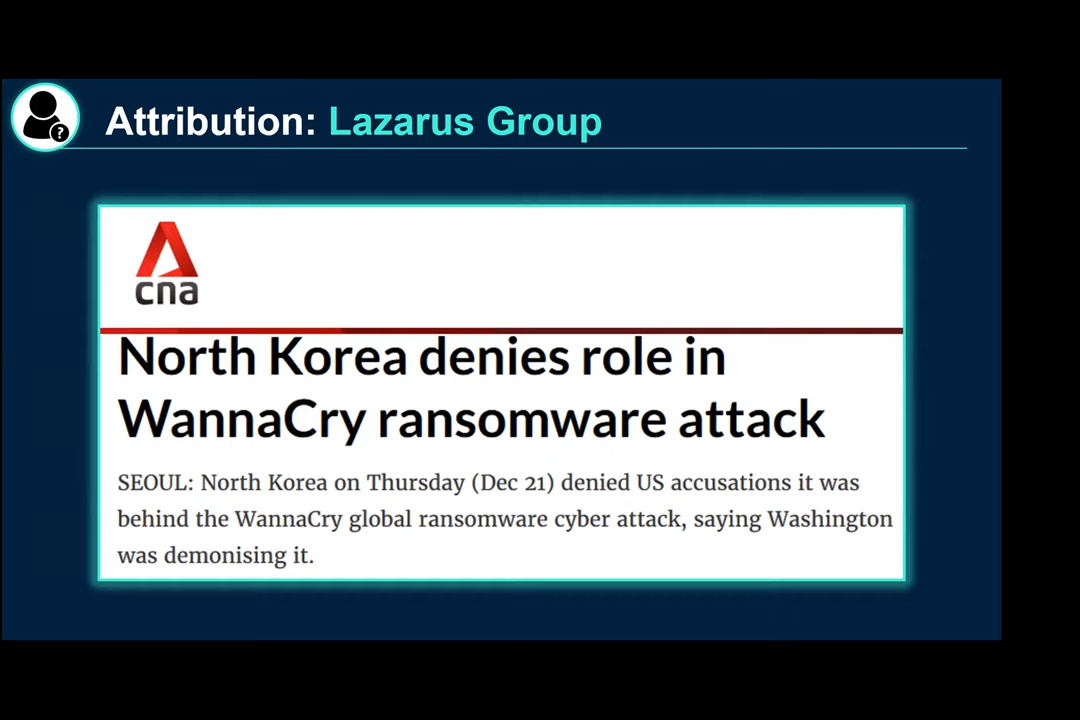 Attribution: Lazarus Group
?
cna
North Korea denies role in
WannaCry ransomware attack
SEOUL: North Korea on Thursday (Dec 21) denied US accusations it was
behind the WannaCry global ransomware cyber attack, saying Washington
was demonising it.